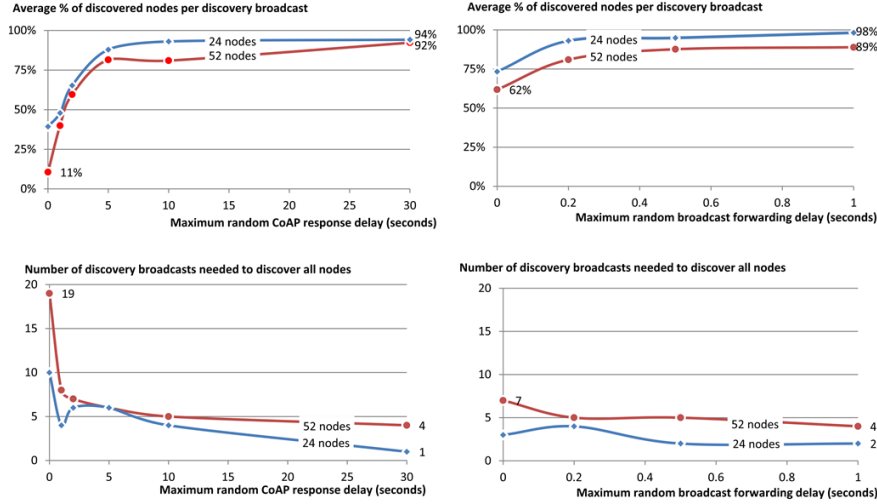 Average % of discovered nodes per discovery broadcast
100%
75%
50%
25%
0%
0 5 10 15 20 25 30
24 nodes
52 nodes
94%
92%
11%
Maximum random CoAP response delay (seconds)
Average % of discovered nodes per discovery broadcast
100%
75%
50%
25%
0%
0 0.2 0.4 0.6 0.8 1
24 nodes
52 nodes
98%
89%
62%
Maximum random broadcast forwarding delay (seconds)
Number of discovery broadcasts needed to discover all nodes
20
15
10
5
0
0 5 10 15 20 25 30
19
52 nodes
24 nodes
4
1
Maximum random CoAP response delay (seconds)
Number of discovery broadcasts needed to discover all nodes
20
15
10
5
0
0 0.2 0.4 0.6 0.8 1
7
52 nodes
24 nodes
4
2
Maximum random broadcast forwarding delay (seconds)